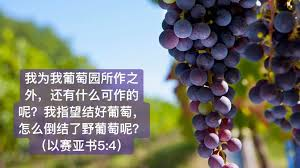 我为我葡萄园所作之
外，还有什么可作的
呢？我指望结好葡萄，
怎么倒结了野葡萄呢？
（以赛亚书5:4）